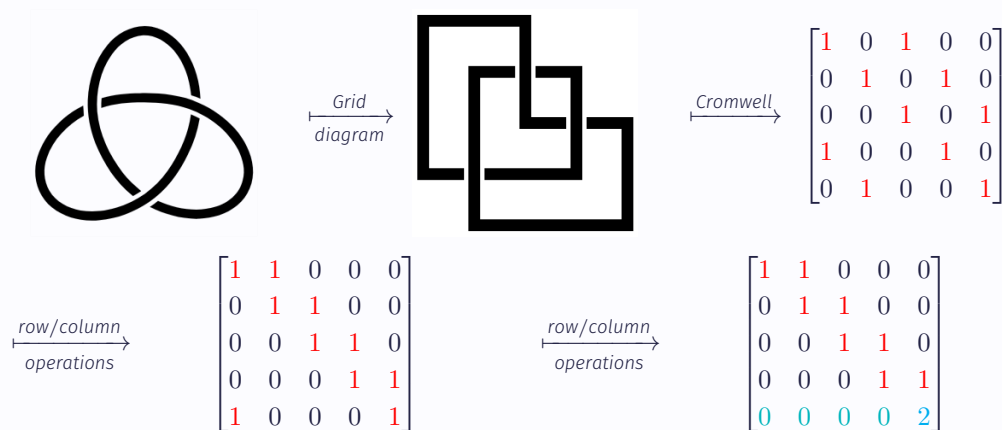 Grid
diagram
Cromwell
1 0 1 0 0
0 1 0 1 0
0 0 1 0 1
1 0 0 1 0
0 1 0 0 1
row/column
operations
1 1 0 0 0
0 1 1 0 0
0 0 1 1 0
0 0 0 1 1
1 0 0 0 1
row/column
operations
1 1 0 0 0
0 1 1 0 0
0 0 1 1 0
0 0 0 1 1
0 0 0 0 2